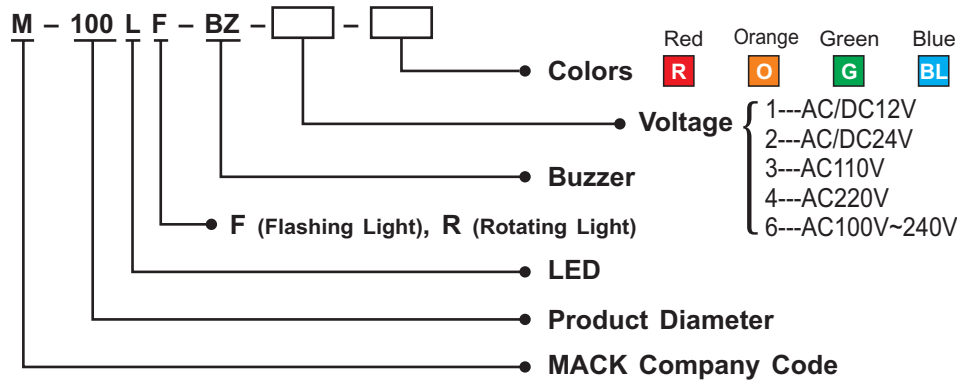 M – 100 L F – BZ – –
Red Orange Green Blue
Colors R O G BL
Voltage
1---AC/DC12V
2---AC/DC24V
3---AC110V
4---AC220V
6---AC100V~240V
Buzzer
F (Flashing Light), R (Rotating Light)
LED
Product Diameter
MACK Company Code